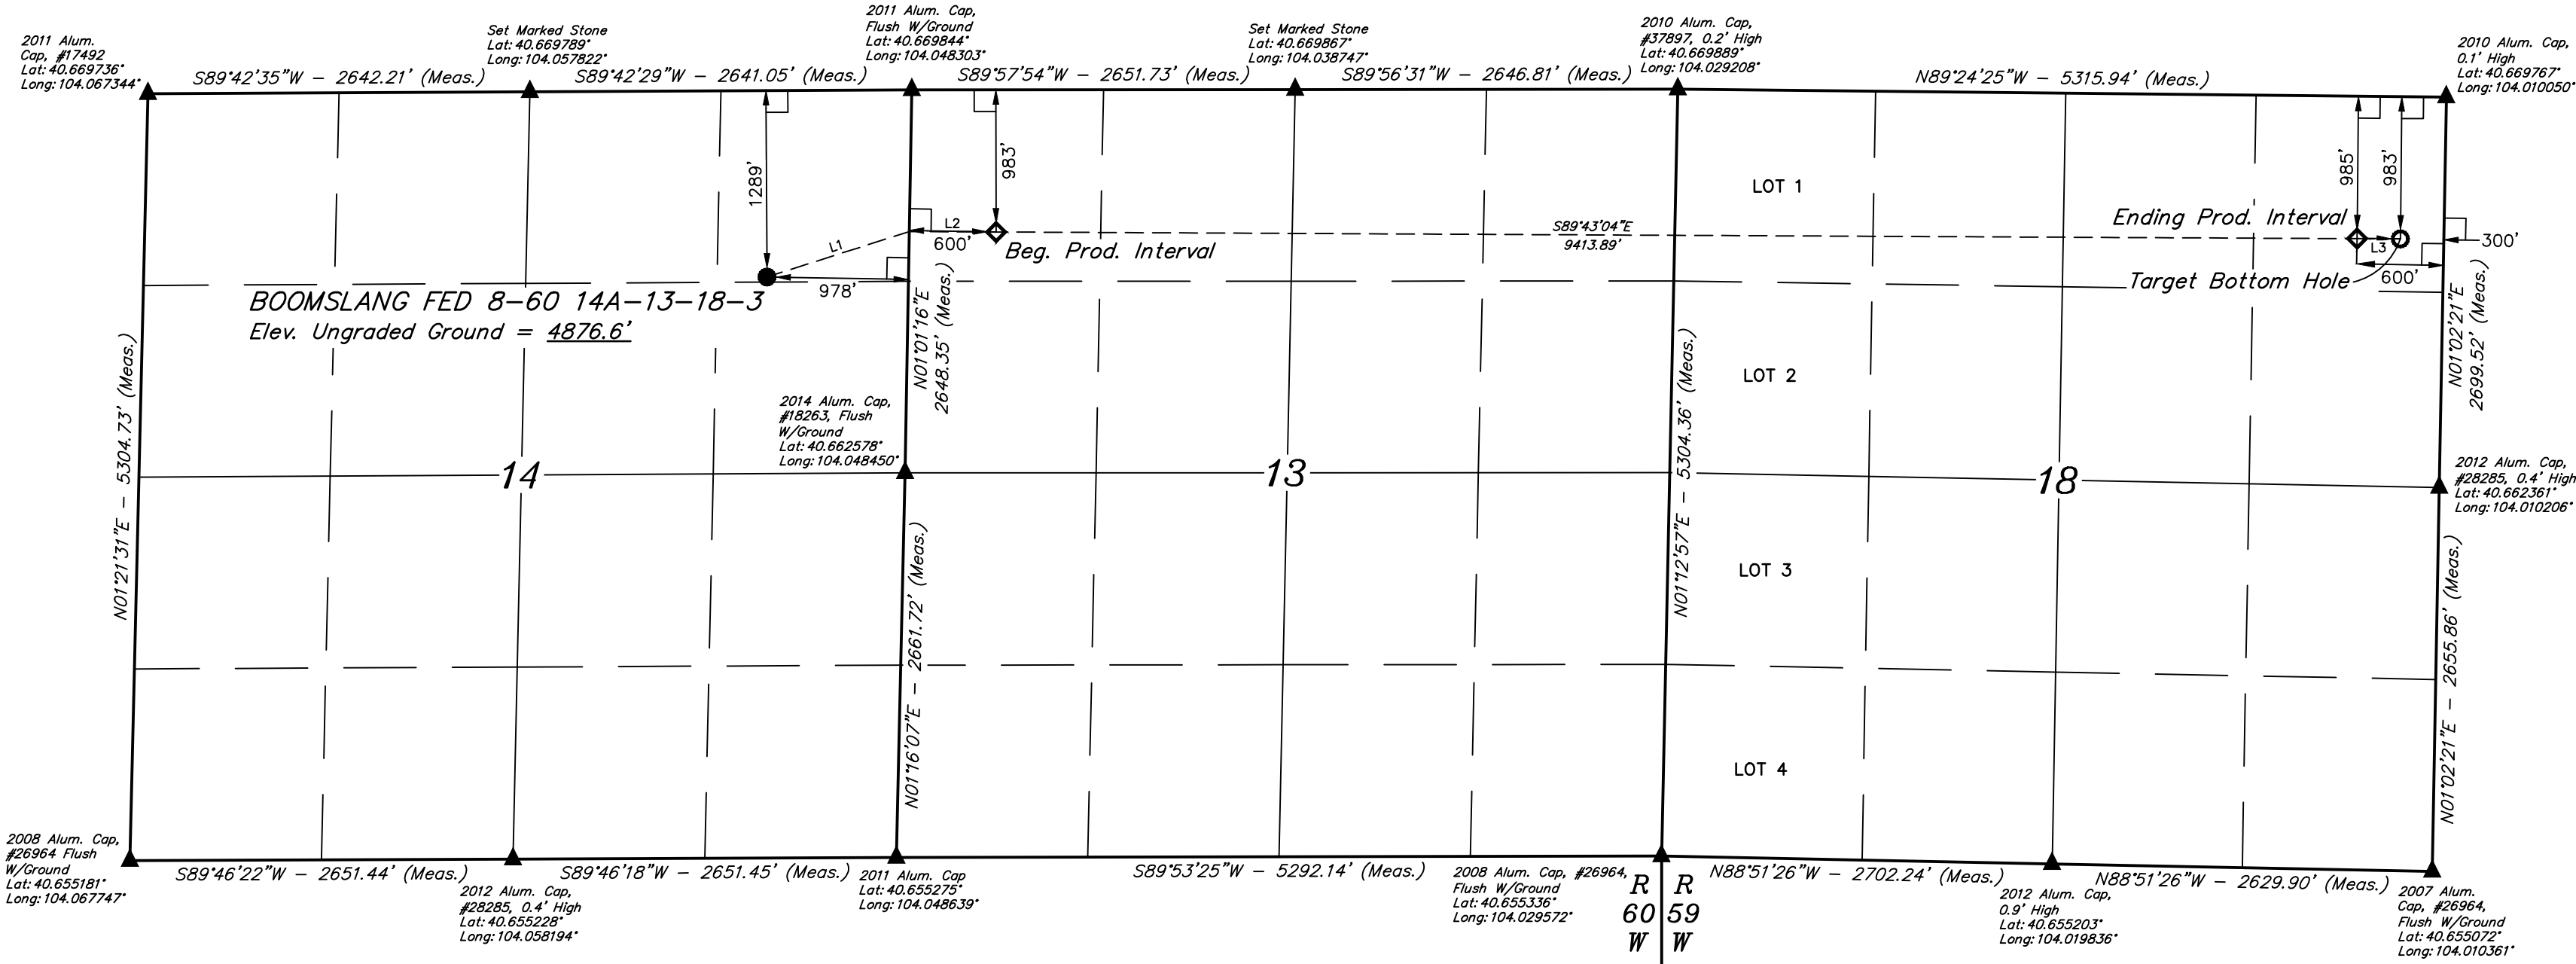 2011 Alum.
Cap, #17492
Lat: 40.669736°
Long: 104.067344°
S89°42'35"W – 2642.21' (Meas.)
Set Marked Stone
Lat: 40.669789°
Long: 104.057822°
S89°42'29"W – 2641.05' (Meas.)
2011 Alum. Cap,
Flush W/Ground
Lat: 40.669844°
Long: 104.048303°
S89°57'54"W – 2651.73' (Meas.)
Set Marked Stone
Lat: 40.669867°
Long: 104.038747°
S89°56'31"W – 2646.81' (Meas.)
2010 Alum. Cap,
#37897, 0.2' High
Lat: 40.669889°
Long: 104.029208°
N89°24'25"W – 5315.94' (Meas.)
2010 Alum. Cap,
0.1' High
Lat: 40.669767°
Long: 104.010050°
1289'
983'
LOT 1
985'
983'
L1
L2
600'
Beg. Prod. Interval
S89°43'04"E
9413.89'
Ending Prod. Interval
L3
300'
600'
Target Bottom Hole
978'
BOOMSLANG FED 8-60 14A-13-18-3
Elev. Ungraded Ground = 4876.6'
N01°01'16"E
2648.35' (Meas.)
N01°02'21"E
2699.52' (Meas.)
LOT 2
N01°21'31"E – 5304.73' (Meas.)
2014 Alum. Cap,
#18263, Flush
W/Ground
Lat: 40.662578°
Long: 104.048450°
N01°12'57"E – 5304.36' (Meas.)
14
13
18
2012 Alum. Cap,
#28285, 0.4' High
Lat: 40.662361°
Long: 104.010206°
LOT 3
N01°16'07"E – 2661.72' (Meas.)
N01°02'21"E – 2655.86' (Meas.)
LOT 4
2008 Alum. Cap,
#26964 Flush
W/Ground
Lat: 40.655181°
Long: 104.067747°
S89°46'22"W – 2651.44' (Meas.)
2012 Alum. Cap,
#28285, 0.4' High
Lat: 40.655228°
Long: 104.058194°
S89°46'18"W – 2651.45' (Meas.)
2011 Alum. Cap
Lat: 40.655275°
Long: 104.048639°
S89°53'25"W – 5292.14' (Meas.)
2008 Alum. Cap, #26964,
Flush W/Ground
Lat: 40.655336°
Long: 104.029572°
R R
60 59
W W
N88°51'26"W – 2702.24' (Meas.)
2012 Alum. Cap,
0.9' High
Lat: 40.655203°
Long: 104.019836°
N88°51'26"W – 2629.90' (Meas.)
2007 Alum.
Cap, #26964,
Flush W/Ground
Lat: 40.655072°
Long: 104.010361°